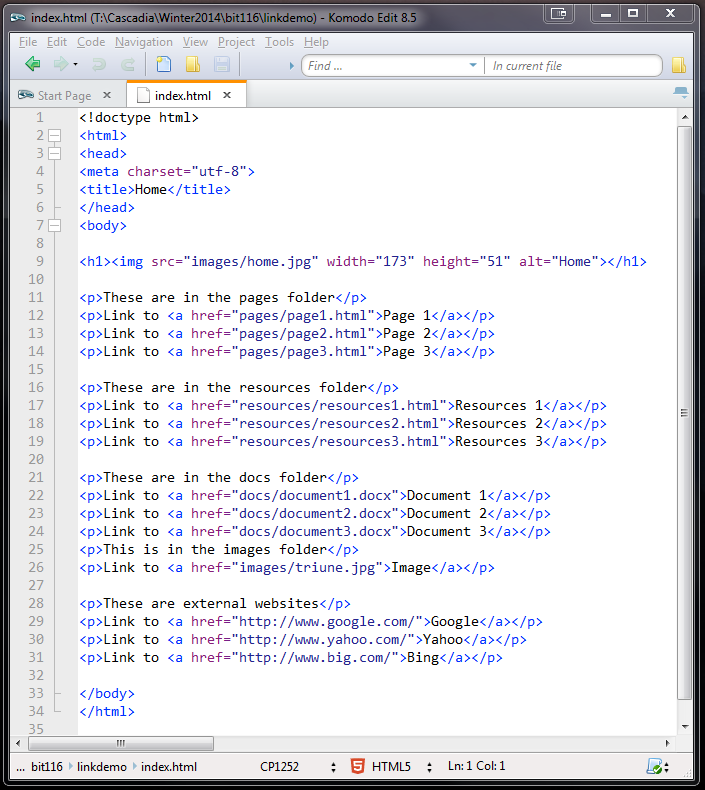 index.html (T:\Cascadia\Winter2014\bit116\linkdemo) - Komodo Edit 8.5
File Edit Code Navigation View Project Tools Help
Find ... In current file
Start Page index.html
1 <!doctype html>
2 <html>
3 <head>
4 <meta charset="utf-8">
5 <title>Home</title>
6 </head>
7 <body>
8
9 <h1><img src="images/home.jpg" width="173" height="51" alt="Home"></h1>
10
11 <p>These are in the pages folder</p>
12 <p>Link to <a href="pages/page1.html">Page 1</a></p>
13 <p>Link to <a href="pages/page2.html">Page 2</a></p>
14 <p>Link to <a href="pages/page3.html">Page 3</a></p>
15
16 <p>These are in the resources folder</p>
17 <p>Link to <a href="resources/resources1.html">Resources 1</a></p>
18 <p>Link to <a href="resources/resources2.html">Resources 2</a></p>
19 <p>Link to <a href="resources/resources3.html">Resources 3</a></p>
20
21 <p>These are in the docs folder</p>
22 <p>Link to <a href="docs/document1.docx">Document 1</a></p>
23 <p>Link to <a href="docs/document2.docx">Document 2</a></p>
24 <p>Link to <a href="docs/document3.docx">Document 3</a></p>
25 <p>This is in the images folder</p>
26 <p>Link to <a href="images/triune.jpg">Image</a></p>
27
28 <p>These are external websites</p>
29 <p>Link to <a href="http://www.google.com/">Google</a></p>
30 <p>Link to <a href="http://www.yahoo.com/">Yahoo</a></p>
31 <p>Link to <a href="http://www.big.com/">Bing</a></p>
32
33 </body>
34 </html>
35
... bit116 linkdemo index.html CP1252 HTML5 Ln: 1 Col: 1